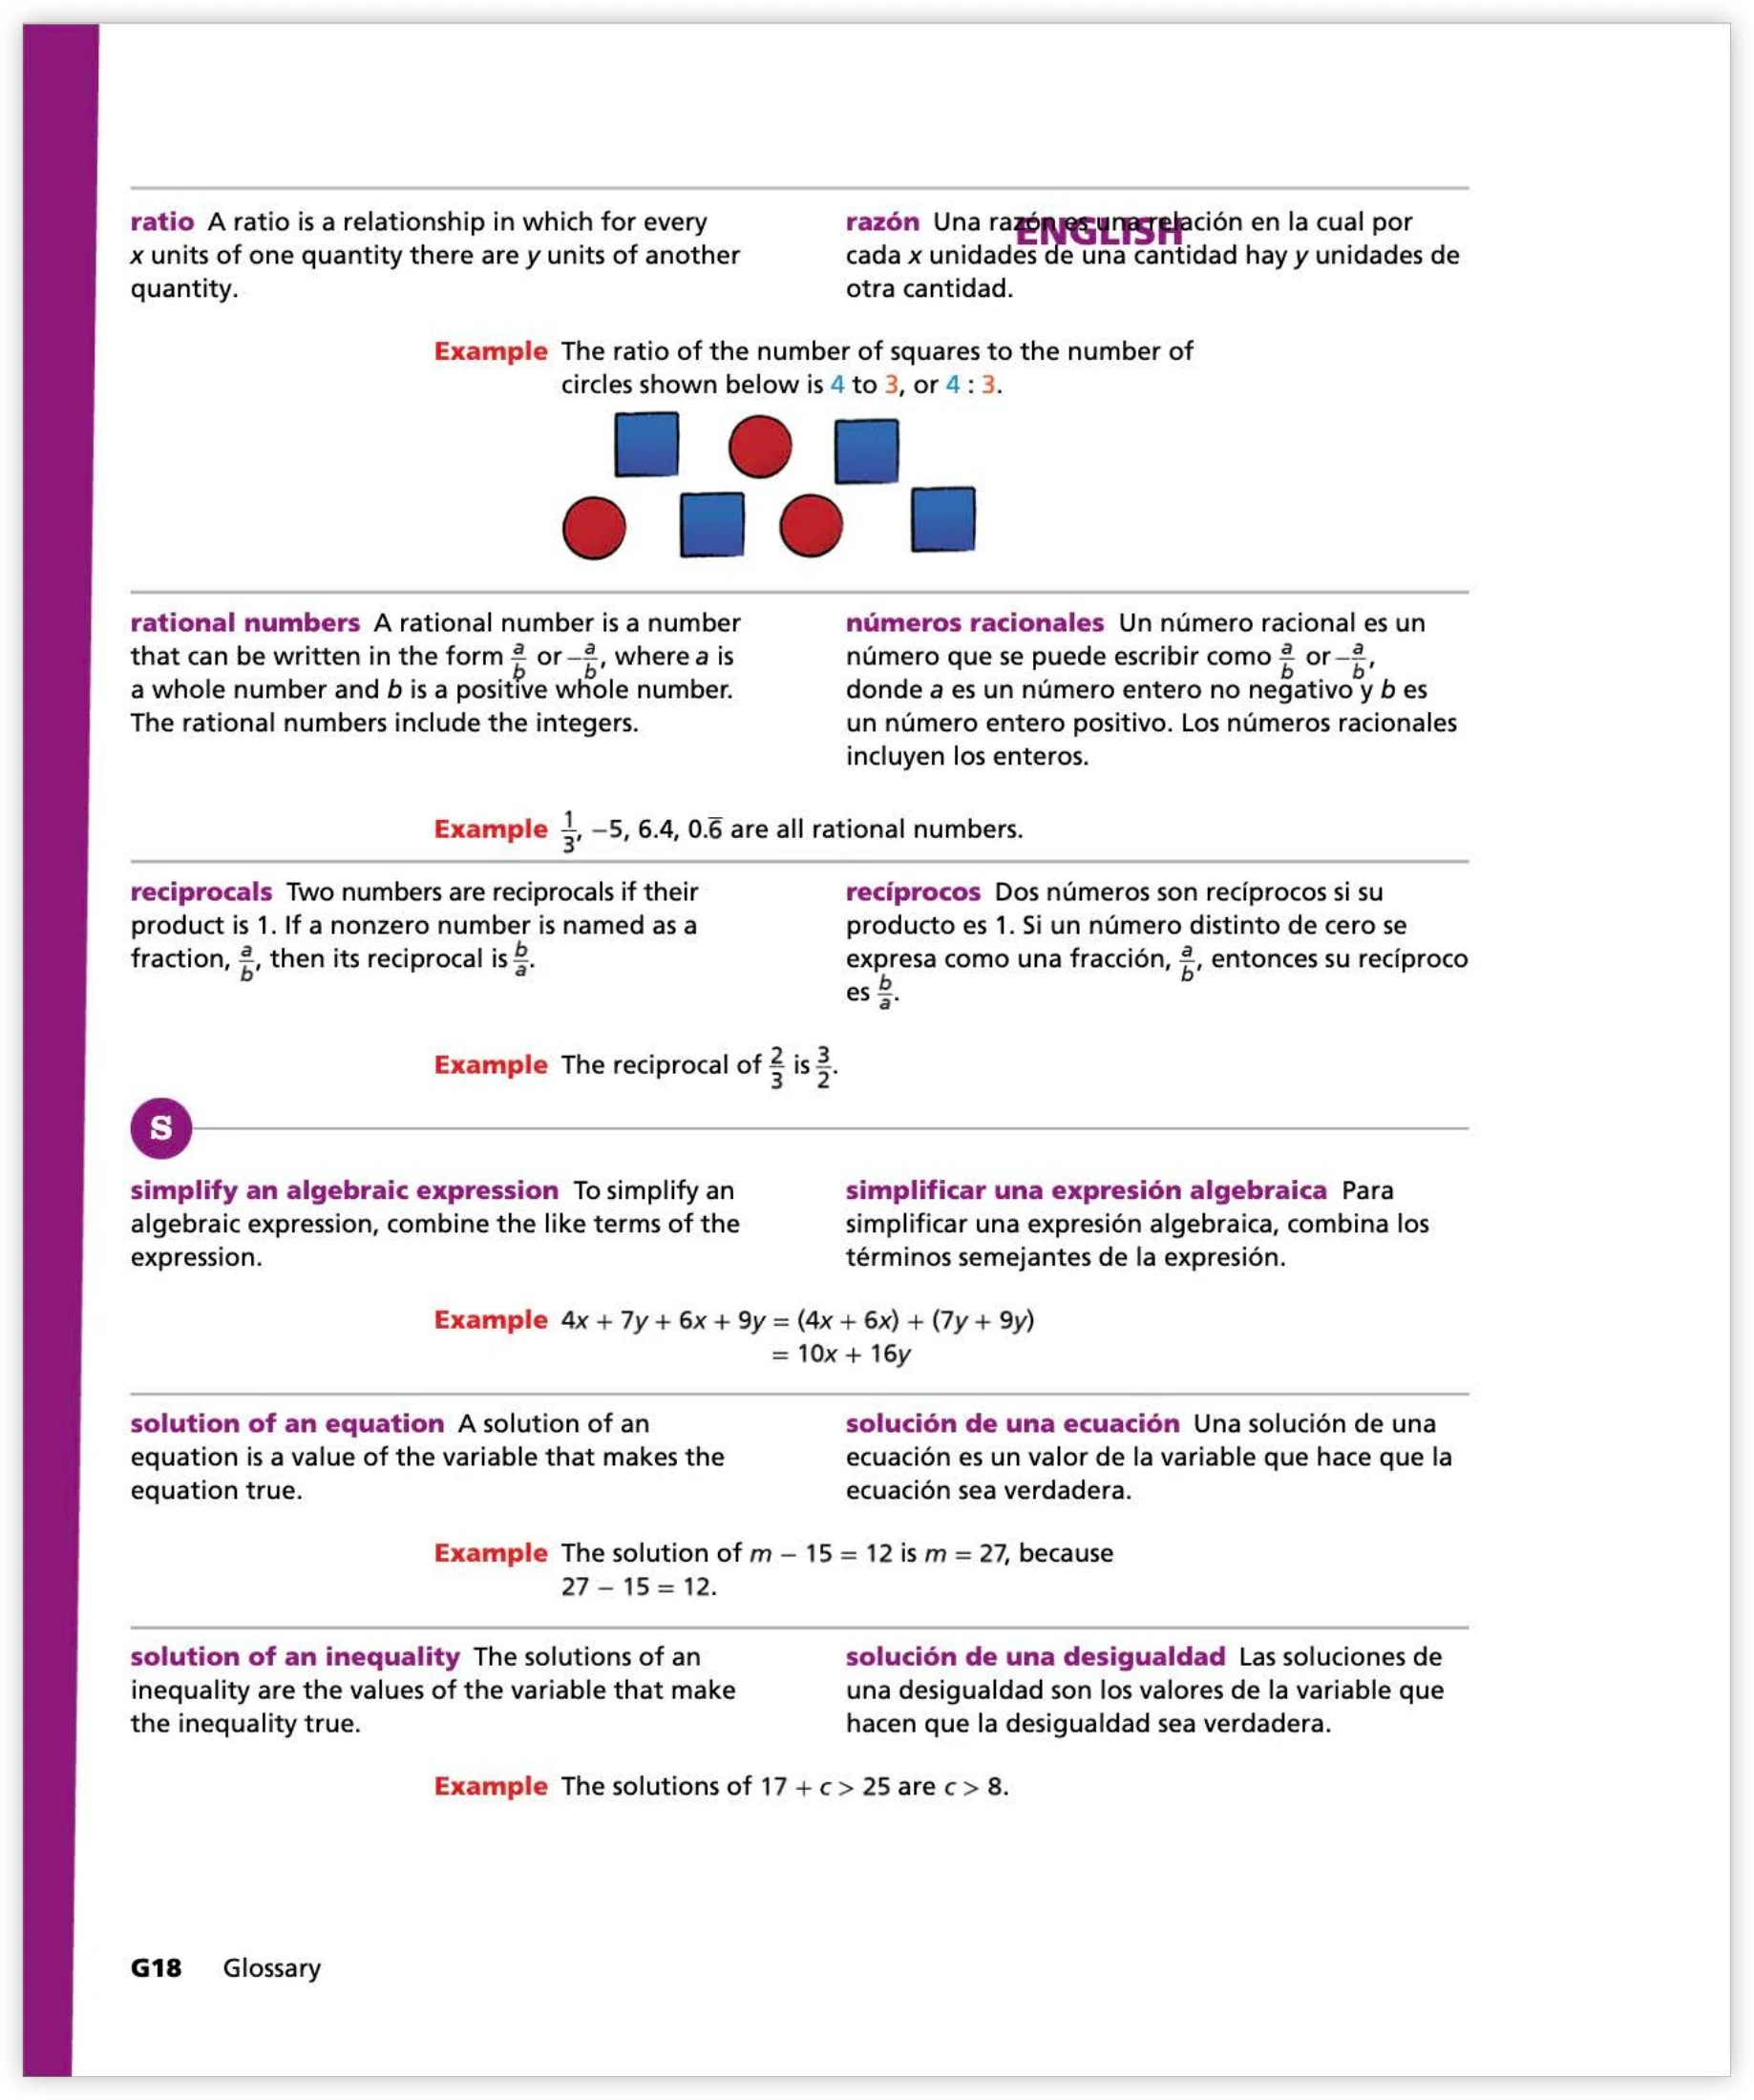 ENGLISH
ratio A ratio is a relationship in which for every
x units of one quantity there are y units of another
quantity.
razón Una razón es una relación en la cual por
cada x unidades de una cantidad hay y unidades de
otra cantidad.
Example The ratio of the number of squares to the number of
circles shown below is 4 to 3, or 4 : 3.
rational numbers A rational number is a number
that can be written in the form a/b or −a/b, where a is
a whole number and b is a positive whole number.
The rational numbers include the integers.
números racionales Un número racional es un
número que se puede escribir como a/b or −a/b,
donde a es un número entero no negativo y b es
un número entero positivo. Los números racionales
incluyen los enteros.
Example 1/3, −5, 6.4, 0.6̅ are all rational numbers.
reciprocals Two numbers are reciprocals if their
product is 1. If a nonzero number is named as a
fraction, a/b, then its reciprocal is b/a.
recíprocos Dos números son recíprocos si su
producto es 1. Si un número distinto de cero se
expresa como una fracción, a/b, entonces su recíproco
es b/a.
Example The reciprocal of 2/3 is 3/2.
S
simplify an algebraic expression To simplify an
algebraic expression, combine the like terms of the
expression.
simplificar una expresión algebraica Para
simplificar una expresión algebraica, combina los
términos semejantes de la expresión.
Example 4x + 7y + 6x + 9y = (4x + 6x) + (7y + 9y)
= 10x + 16y
solution of an equation A solution of an
equation is a value of the variable that makes the
equation true.
solución de una ecuación Una solución de una
ecuación es un valor de la variable que hace que la
ecuación sea verdadera.
Example The solution of m − 15 = 12 is m = 27, because
27 − 15 = 12.
solution of an inequality The solutions of an
inequality are the values of the variable that make
the inequality true.
solución de una desigualdad Las soluciones de
una desigualdad son los valores de la variable que
hacen que la desigualdad sea verdadera.
Example The solutions of 17 + c > 25 are c > 8.
G18 Glossary